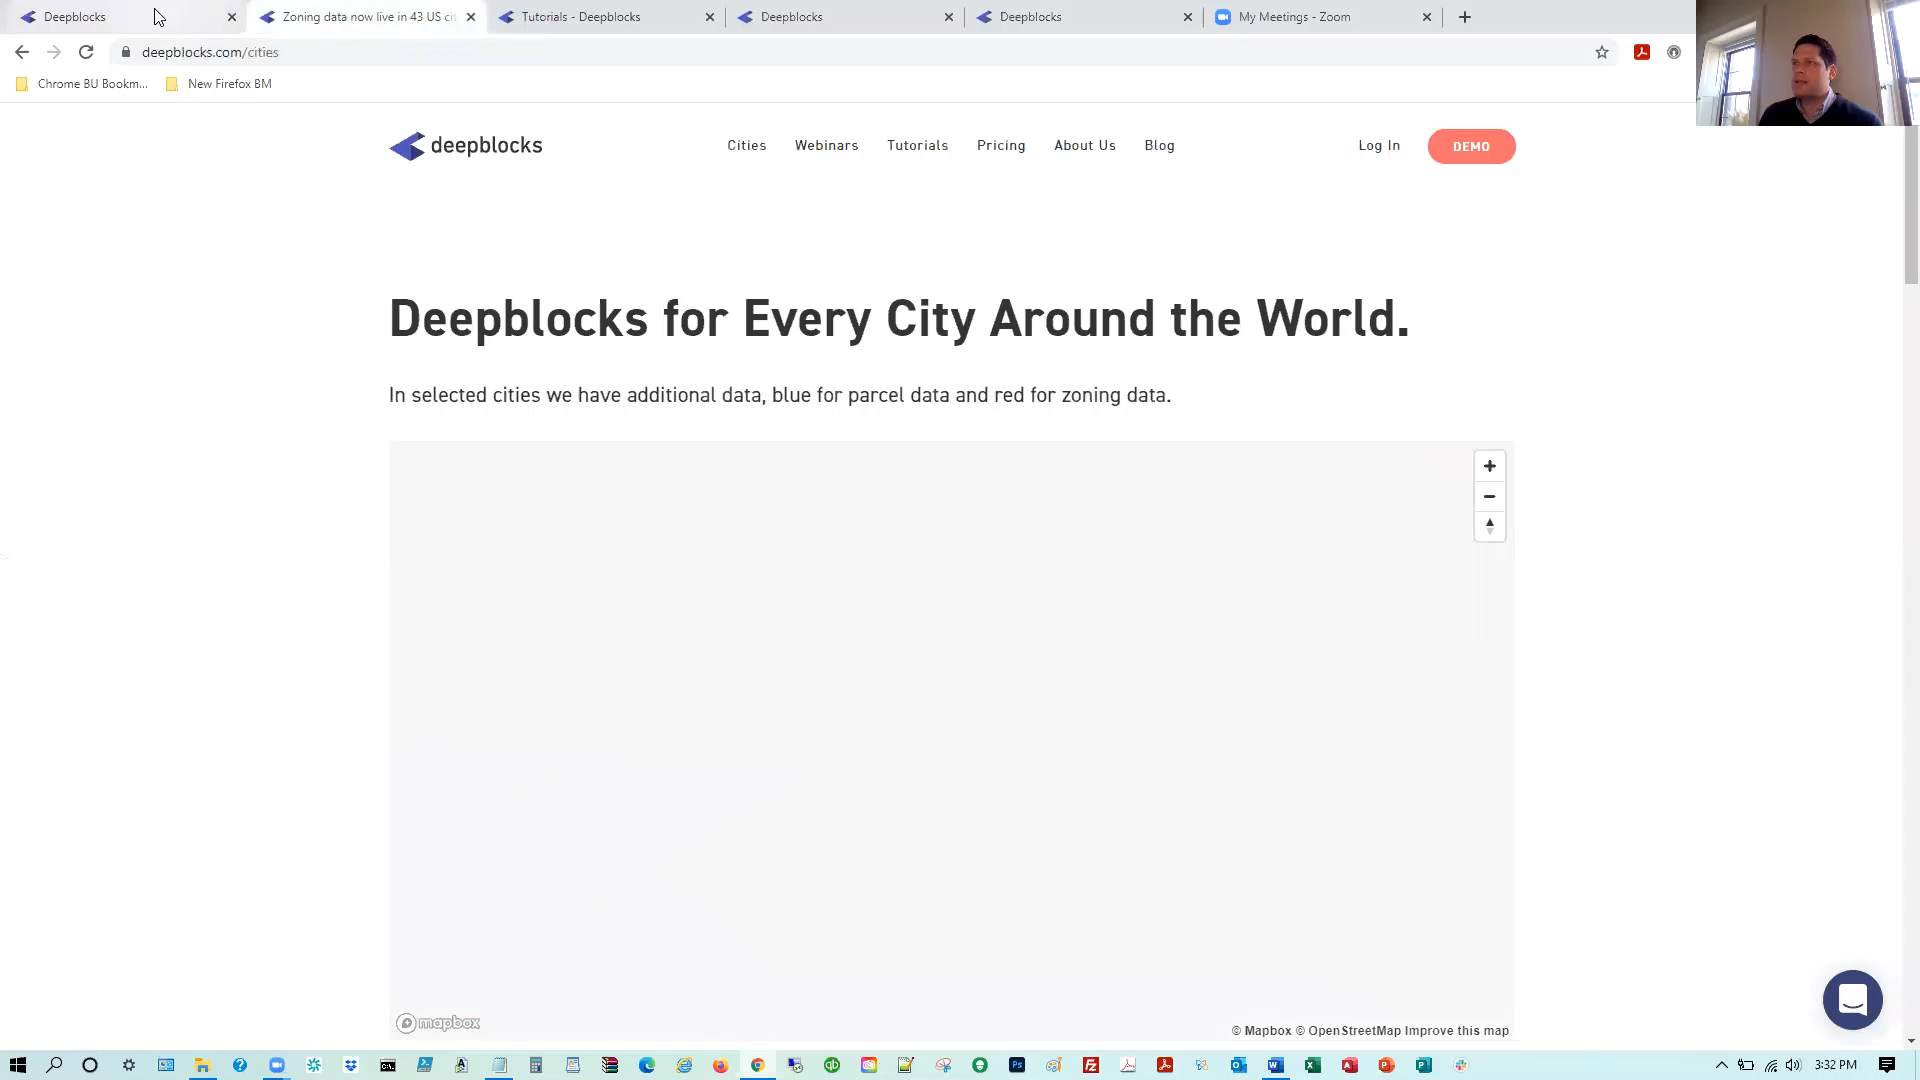 Deepblocks
Zoning data now live in 43 US cit
Tutorials - Deepblocks
Deepblocks
Deepblocks
My Meetings - Zoom
deepblocks.com/cities
Chrome BU Bookm...
New Firefox BM
deepblocks
Cities
Webinars
Tutorials
Pricing
About Us
Blog
Log In
DEMO
Deepblocks for Every City Around the World.
In selected cities we have additional data, blue for parcel data and red for zoning data.
mapbox
© Mapbox © OpenStreetMap Improve this map
3:32 PM